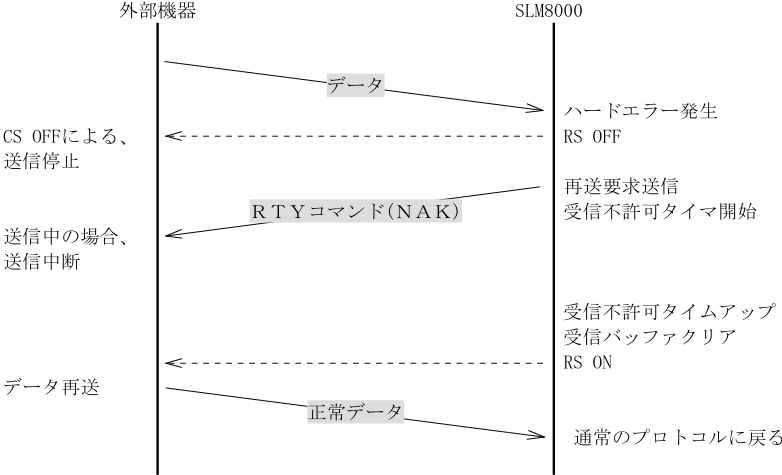 外部機器
SLM8000
データ
ハードエラー発生
CS OFFによる、
RS OFF
送信停止
再送要求送信
RTYコマンド(NAK)
受信不許可タイマ開始
送信中の場合、
送信中断
受信不許可タイムアップ
受信バッファクリア
RS ON
データ再送
正常データ
通常のプロトコルに戻る